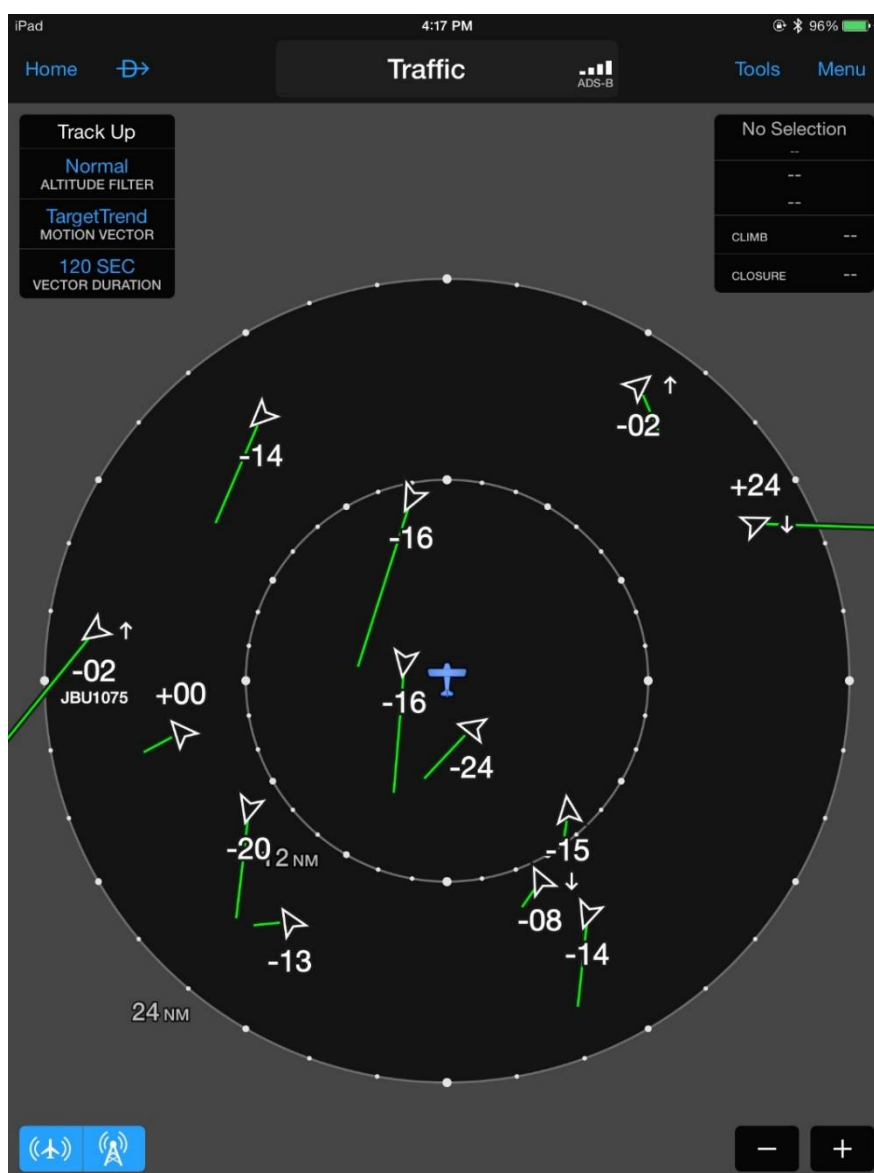 iPad 4:17 PM 96%
Home Traffic ADS-B Tools Menu
Track Up
Normal
ALTITUDE FILTER
TargetTrend
MOTION VECTOR
120 SEC
VECTOR DURATION
No Selection
--
--
--
CLIMB --
CLOSURE --
-02
-14
+24
-16
-02
JBU1075
+00
-16
-24
-20
12 NM
-15
-08
-13
-14
24 NM
− +